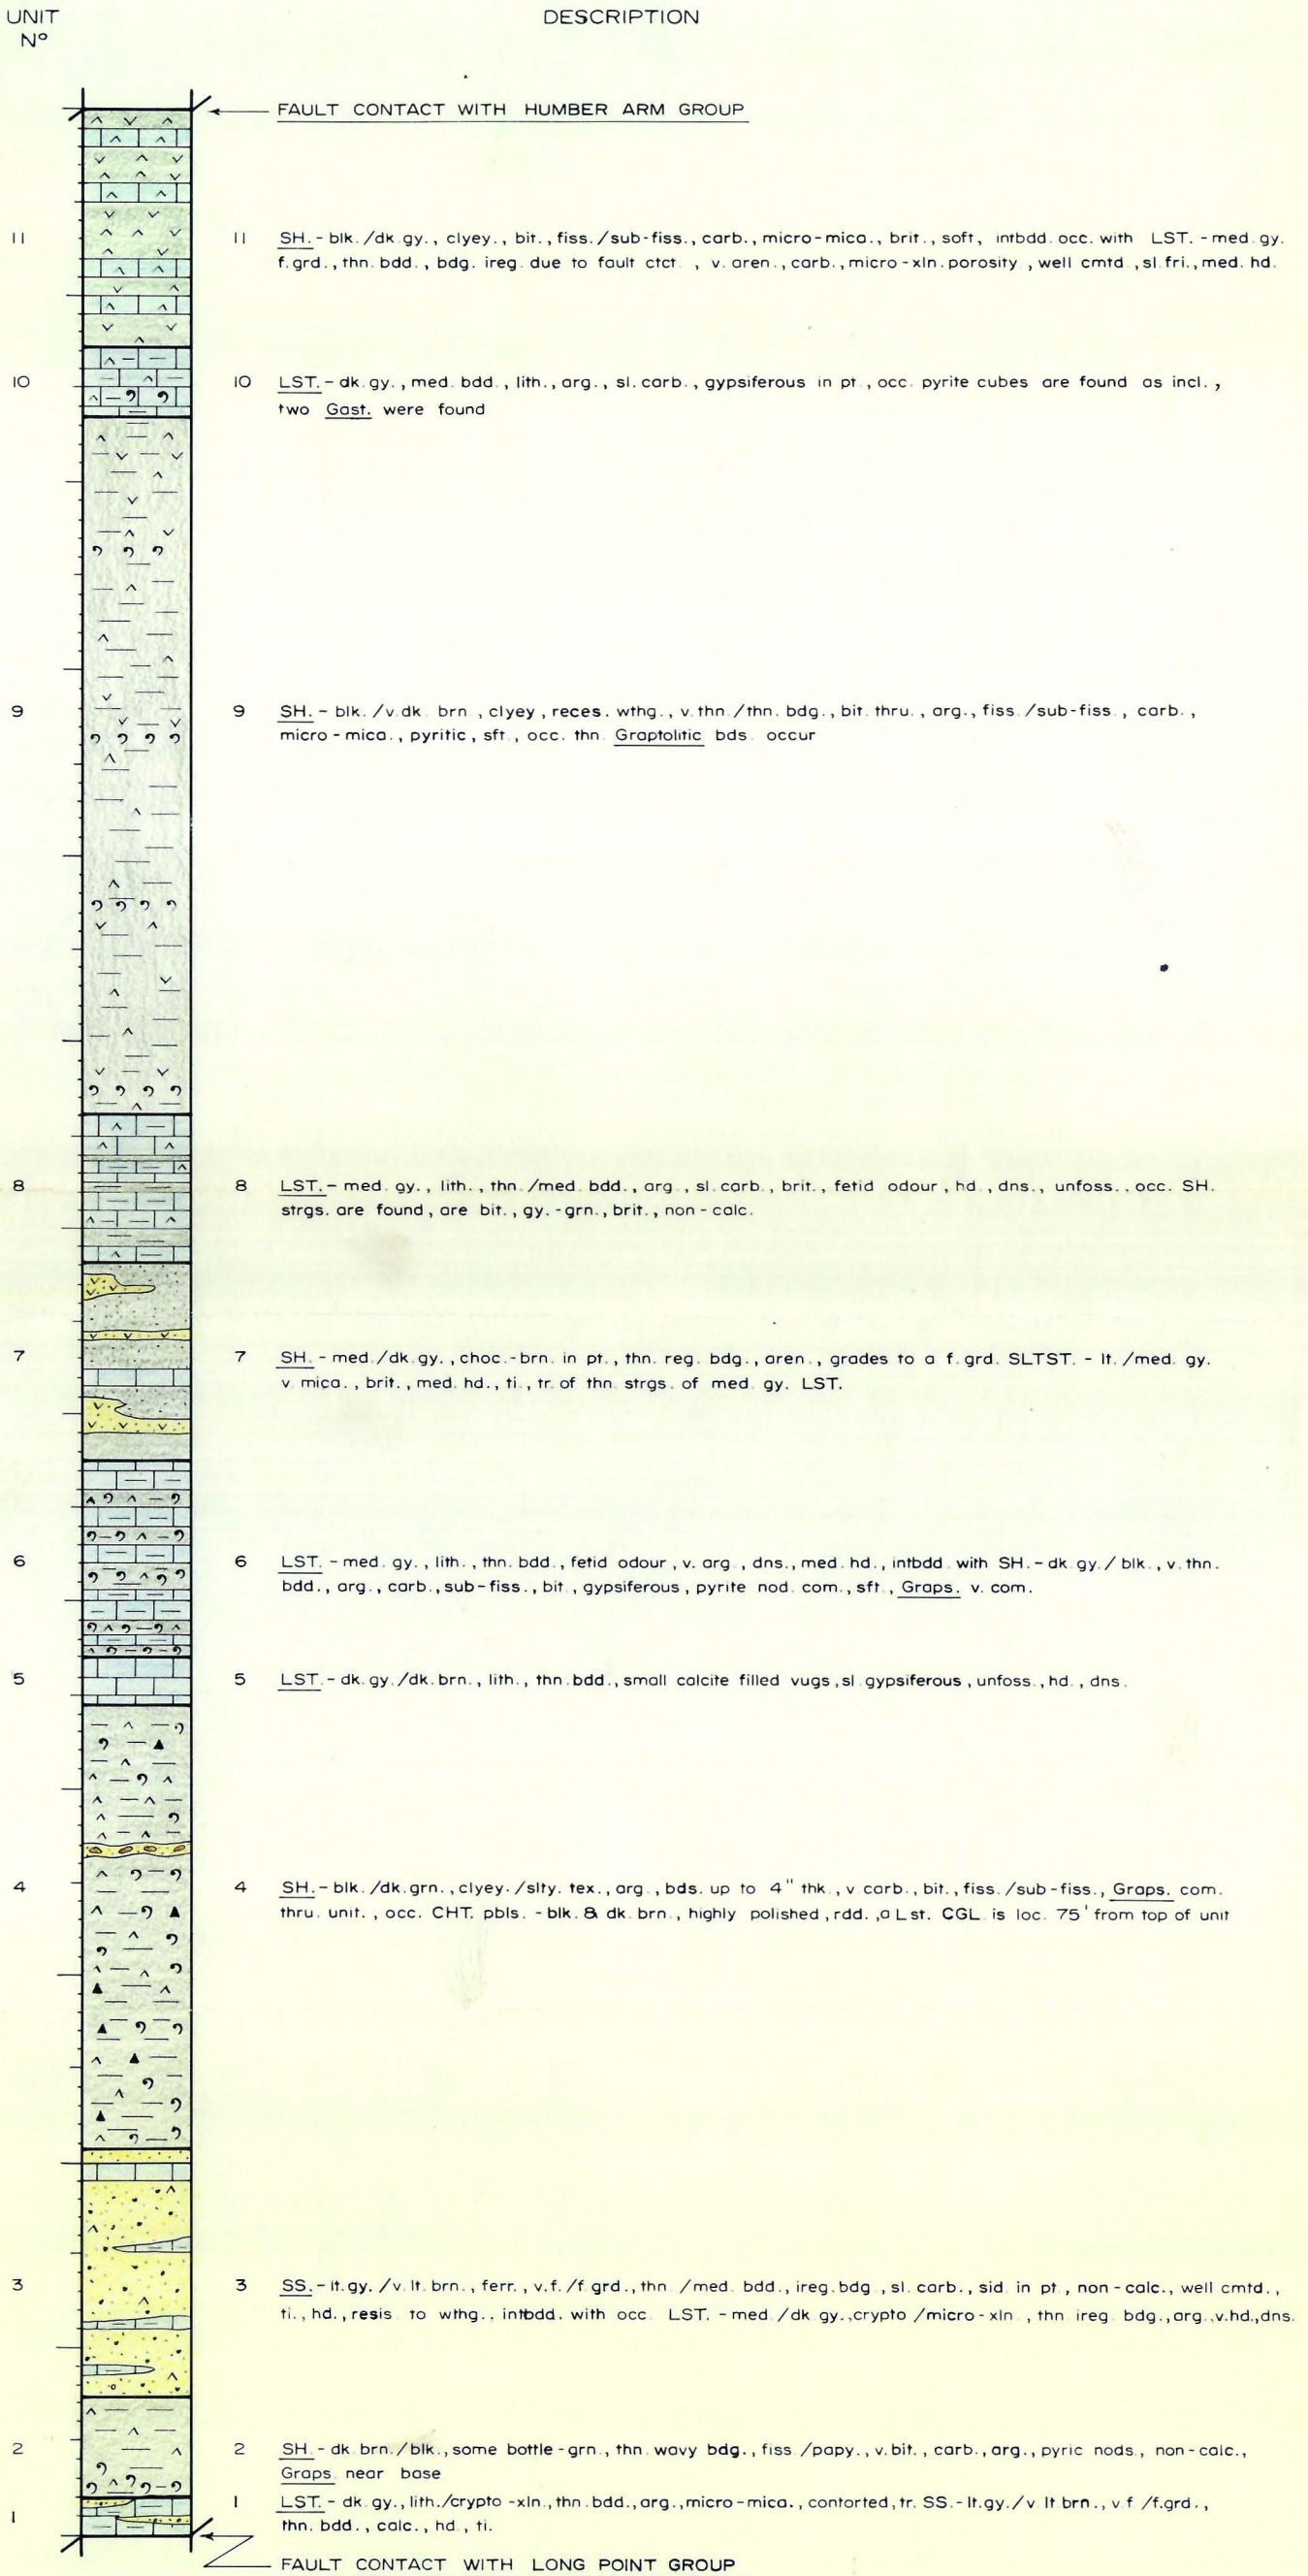 UNIT
Nº
DESCRIPTION
FAULT CONTACT WITH HUMBER ARM GROUP
11 11 SH. - blk. /dk. gy., clyey., bit., fiss. /sub-fiss., carb., micro-mica., brit., soft, intbdd. occ. with LST. - med. gy.
f. grd., thn. bdd., bdg. ireg. due to fault ctct., v. aren., carb., micro-xln. porosity, well cmtd., sl. fri., med. hd.
10 10 LST. - dk. gy., med. bdd., lith., arg., sl. carb., gypsiferous in pt., occ. pyrite cubes are found as incl.,
two Gast. were found
9 9 SH. - blk. /v. dk. brn., clyey, reces. wthg., v. thn. /thn. bdg., bit. thru., arg., fiss. /sub-fiss., carb.,
micro-mica., pyritic, sft., occ. thn. Graptolitic bds. occur
8 8 LST. - med. gy., lith., thn. /med. bdd., arg., sl. carb., brit., fetid odour, hd., dns., unfoss., occ. SH.
strgs. are found, are bit., gy.-grn., brit., non-calc.
7 7 SH. - med. /dk. gy., choc.-brn. in pt., thn. reg. bdg., aren., grades to a f. grd. SLTST. - lt. /med. gy.
v. mica., brit., med. hd., ti., tr. of thn. strgs. of med. gy. LST.
6 6 LST. - med. gy., lith., thn. bdd., fetid odour, v. arg., dns., med. hd., intbdd. with SH. - dk. gy. / blk., v. thn.
bdd., arg., carb., sub-fiss., bit., gypsiferous, pyrite nod. com., sft., Graps. v. com.
5 5 LST. - dk. gy. /dk. brn., lith., thn. bdd., small calcite filled vugs, sl. gypsiferous, unfoss., hd., dns.
4 4 SH. - blk. /dk. grn., clyey. /slty. tex., arg., bds. up to 4" thk., v. carb., bit., fiss. /sub-fiss., Graps. com.
thru. unit., occ. CHT. pbls. - blk. & dk. brn., highly polished, rdd., a Lst. CGL. is loc. 75' from top of unit
3 3 SS. - lt. gy. /v. lt. brn., ferr., v. f. /f. grd., thn. /med. bdd., ireg. bdg., sl. carb., sid. in pt., non-calc., well cmtd.,
ti., hd., resis. to wthg., intbdd. with occ. LST. - med. /dk. gy., crypto /micro-xln., thn. ireg. bdg., arg., v. hd., dns.
2 2 SH. - dk. brn. / blk., some bottle-grn., thn. wavy bdg., fiss. /papy., v. bit., carb., arg., pyric nods., non-calc.,
Graps. near base
1 1 LST. - dk. gy., lith. /crypto-xln., thn. bdd., arg., micro-mica., contorted, tr. SS. - lt. gy. /v. lt. brn., v. f. /f. grd.,
thn. bdd., calc., hd., ti.
FAULT CONTACT WITH LONG POINT GROUP